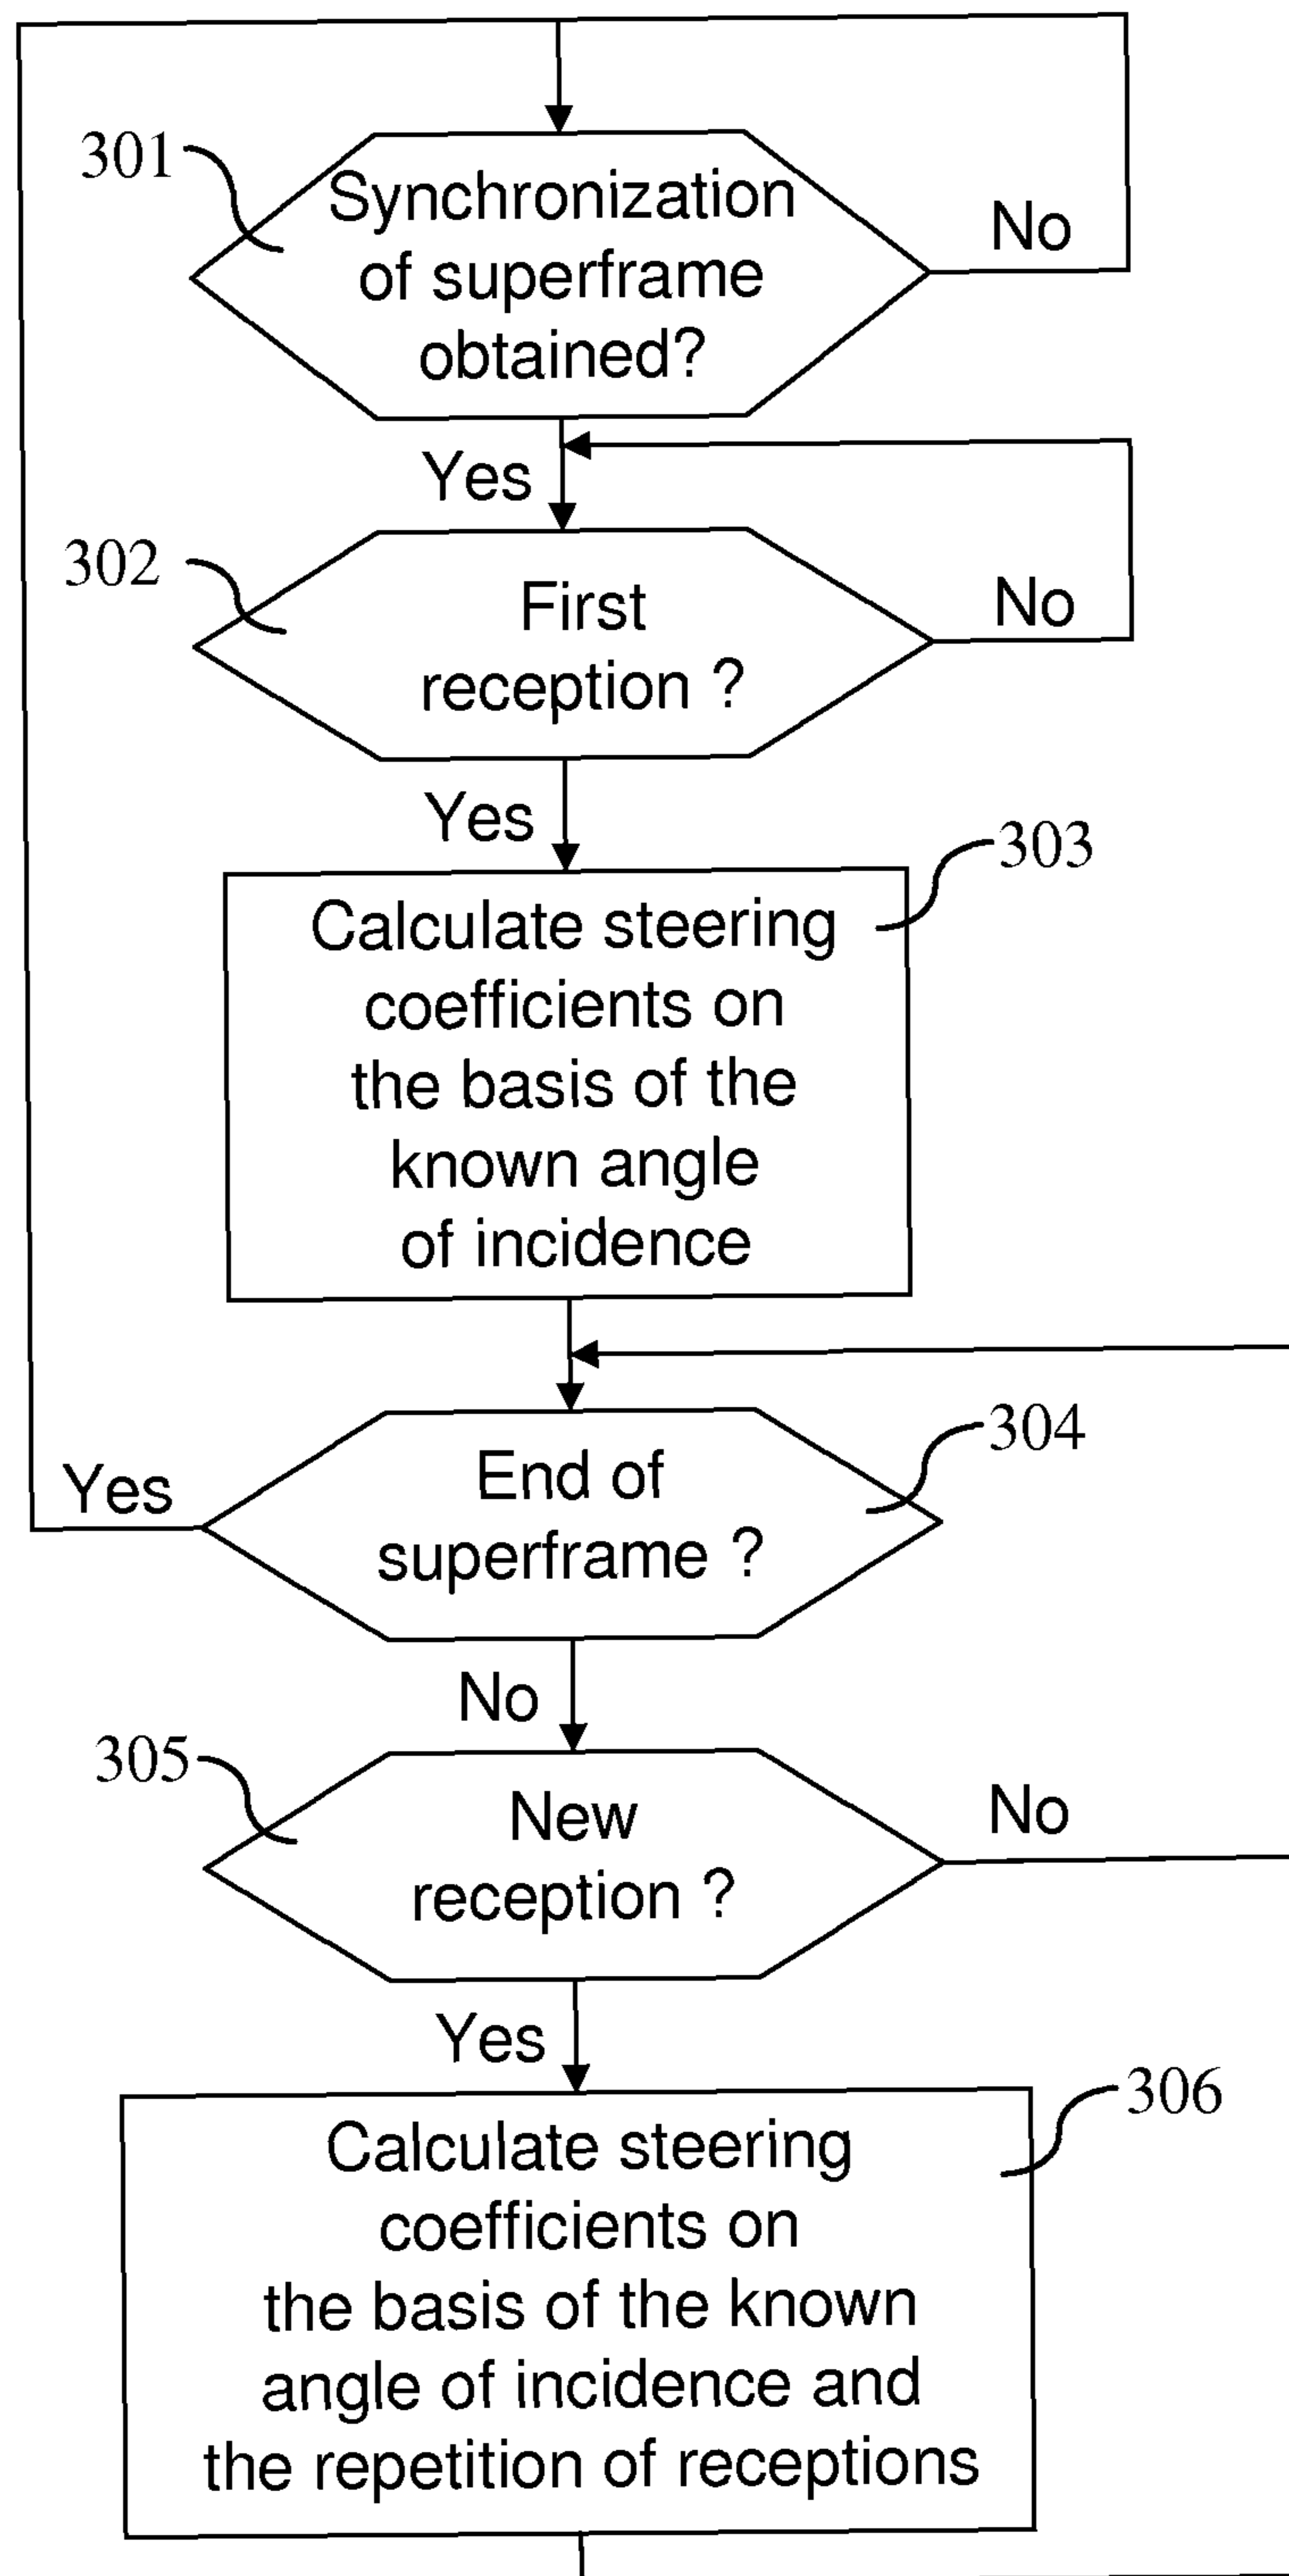 301
Synchronization
of superframe
obtained?
No
Yes
302
First
reception ?
No
Yes
303
Calculate steering
coefficients on
the basis of the
known angle
of incidence
304
End of
superframe ?
Yes
No
305
New
reception ?
No
Yes
306
Calculate steering
coefficients on
the basis of the known
angle of incidence and
the repetition of receptions